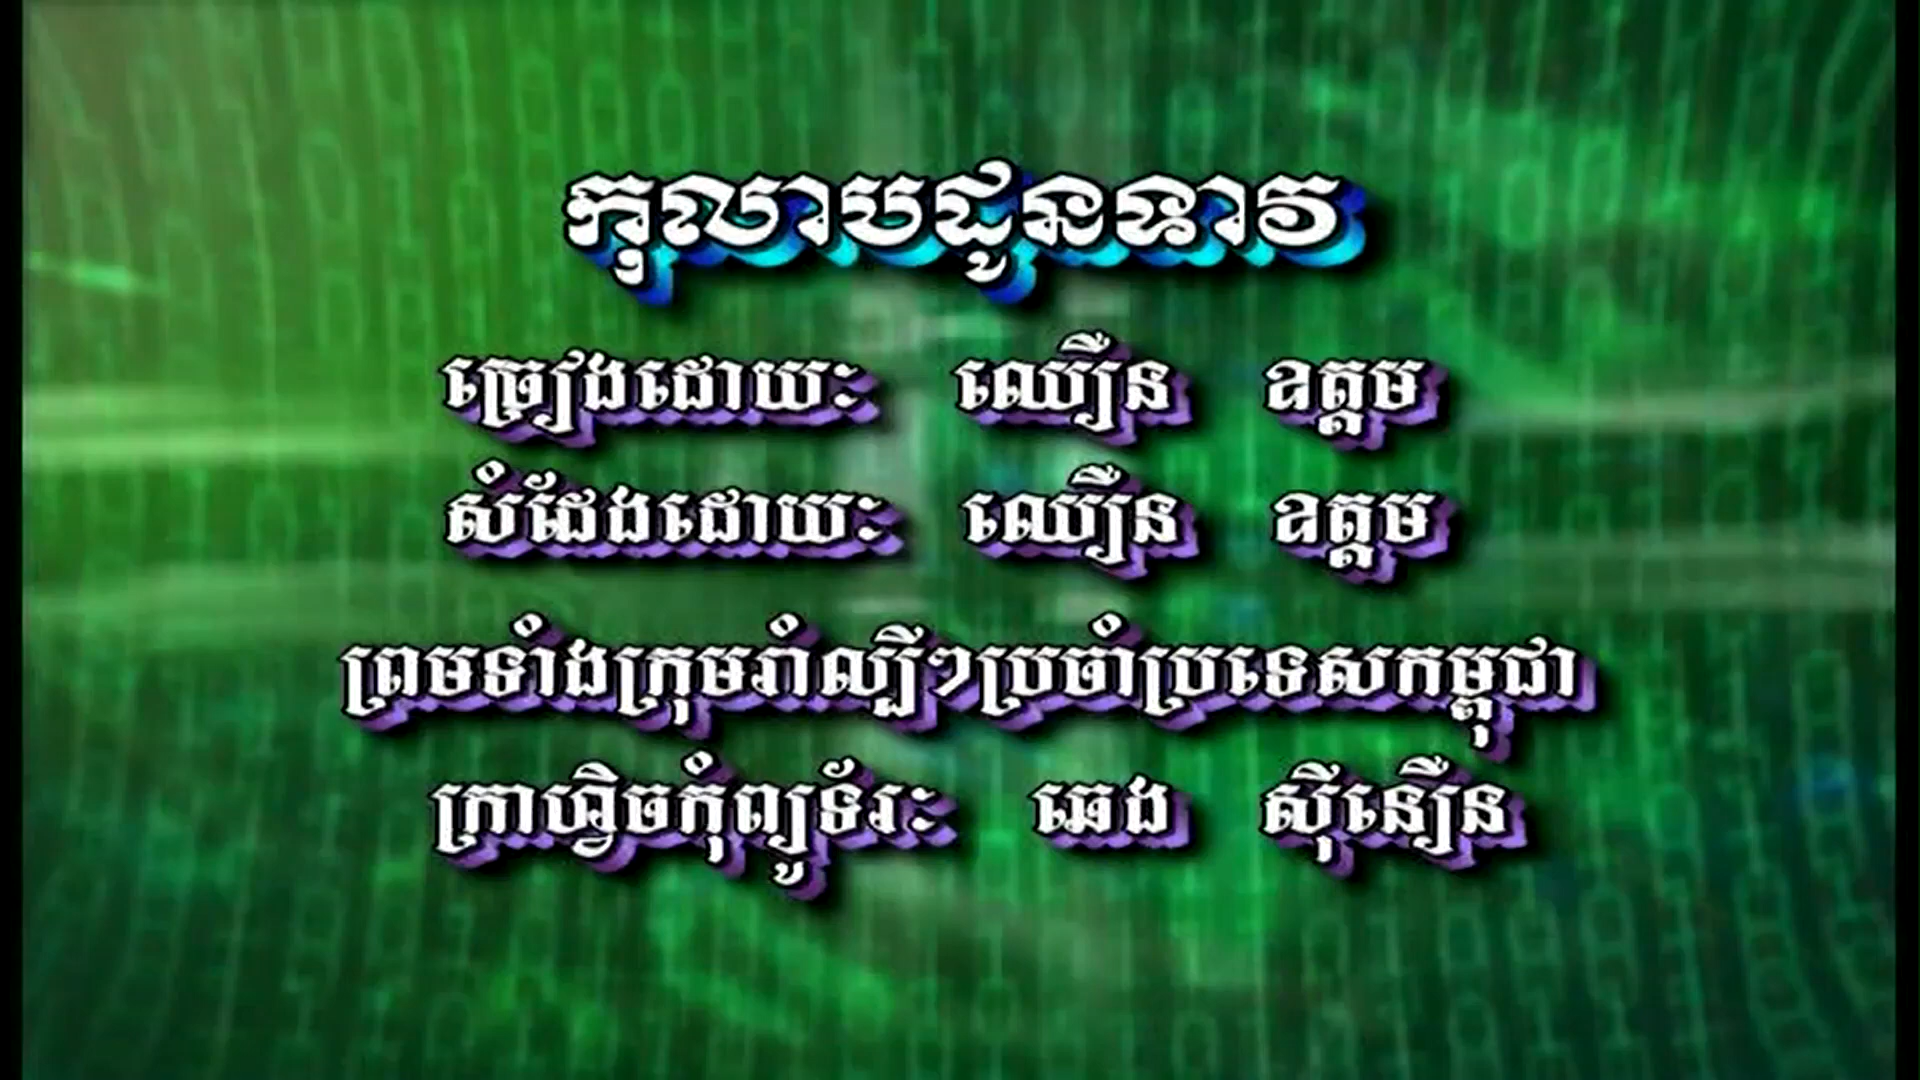 កុលាបដូនទាវ
ច្រៀងដោយៈ ឈឿន ឧត្តម
សំដែងដោយៈ ឈឿន ឧត្តម
ព្រមទាំងក្រុមរាំល្បីៗប្រចាំប្រទេសកម្ពុជា
ក្រាហ្វិចកុំព្យូទ័រៈ ឆេង ស៊ីនឿន